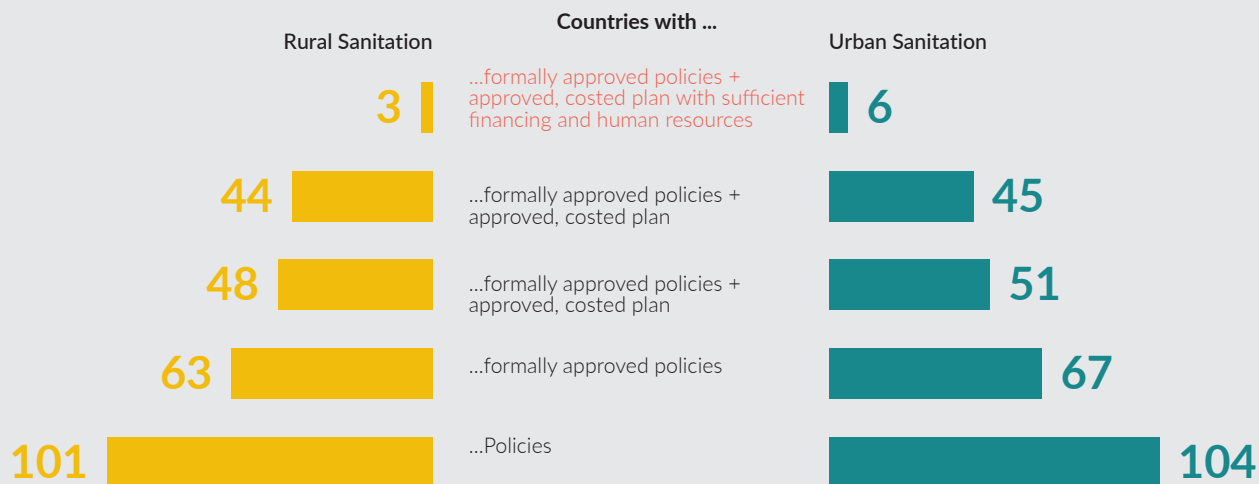 Countries with ...
Rural Sanitation
Urban Sanitation
3
...formally approved policies +
approved, costed plan with sufficient
financing and human resources
6
44
...formally approved policies +
approved, costed plan
45
48
...formally approved policies +
approved, costed plan
51
63
...formally approved policies
67
101
...Policies
104